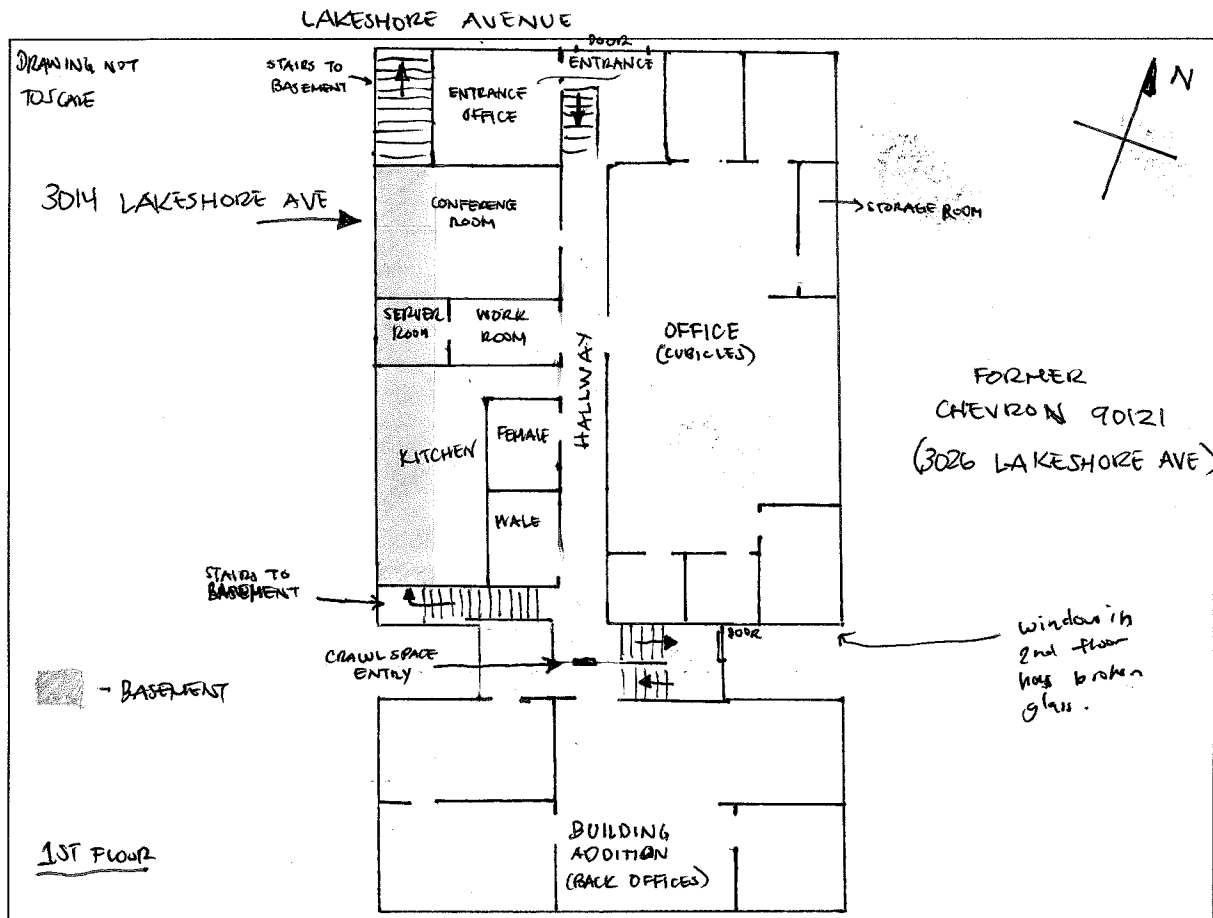 LAKESHORE AVENUE
DRAWING NOT
TO SCALE
STAIRS TO
BASEMENT
DOOR
ENTRANCE
ENTRANCE
OFFICE
N
3014 LAKESHORE AVE
CONFERENCE
ROOM
STORAGE ROOM
SERVER
ROOM
WORK
ROOM
HALLWAY
OFFICE
(CUBICLES)
FORMER
CHEVRON 90121
(3026 LAKESHORE AVE)
KITCHEN
FEMALE
MALE
STAIRS TO
BASEMENT
DOOR
CRAWL SPACE
ENTRY
window in
2nd floor
has broken
glass.
- BASEMENT
BUILDING
ADDITION
(BACK OFFICES)
1ST FLOOR